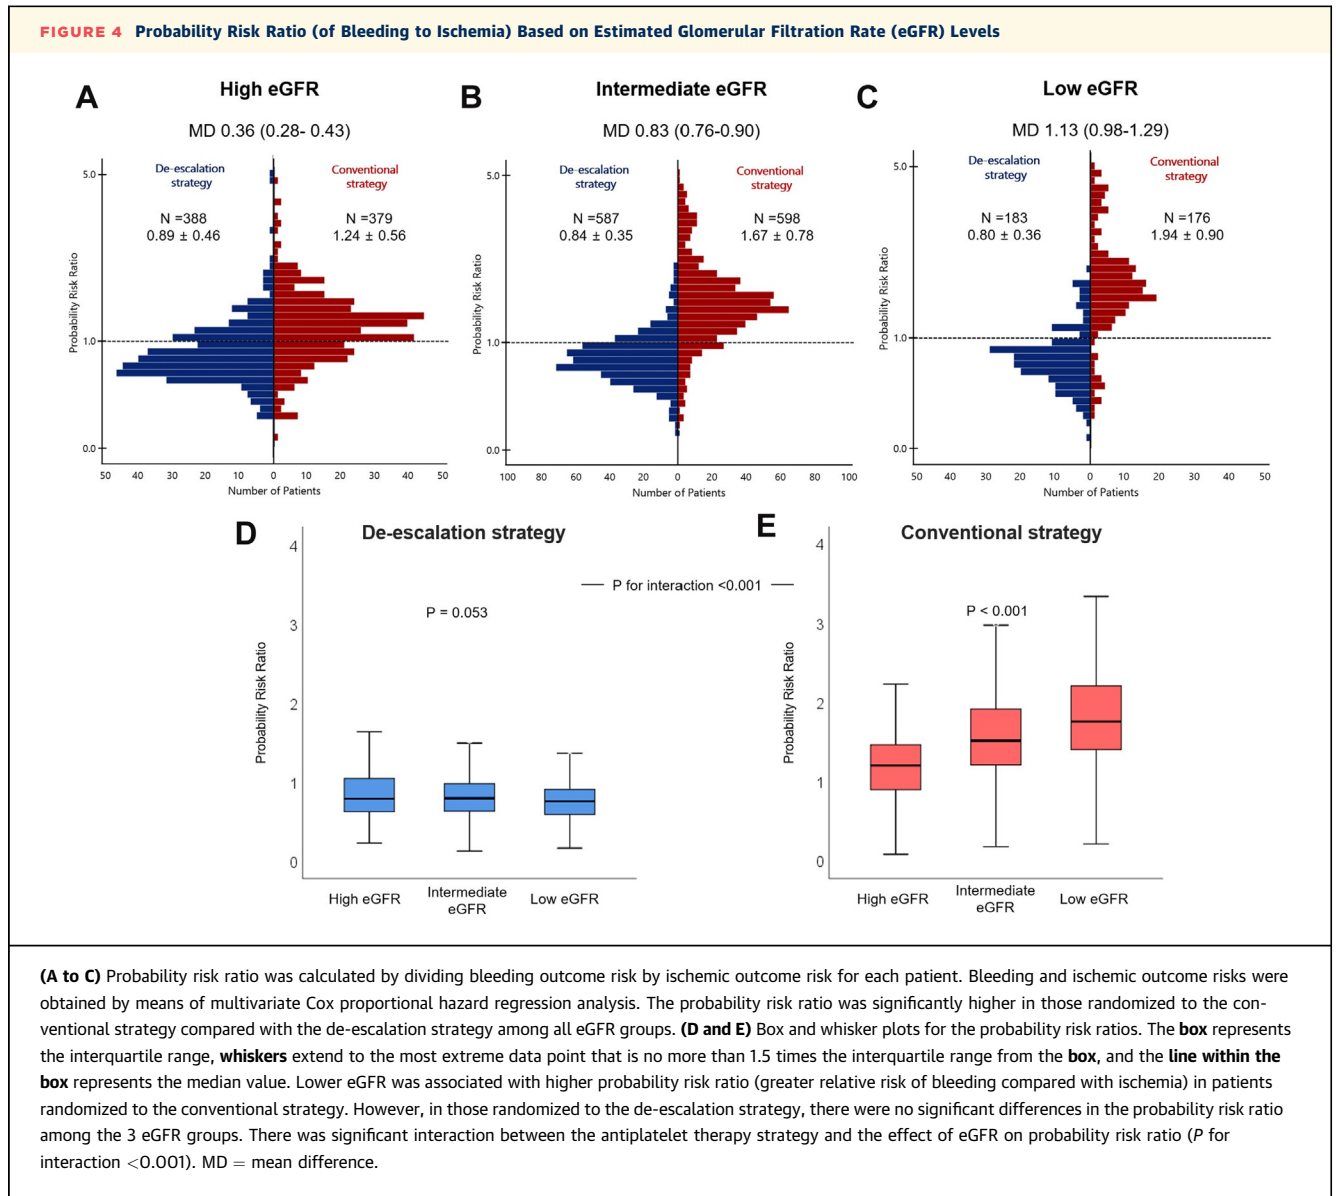 FIGURE 4 Probability Risk Ratio (of Bleeding to Ischemia) Based on Estimated Glomerular Filtration Rate (eGFR) Levels
A
High eGFR
MD 0.36 (0.28- 0.43)
De-escalation
strategy
Conventional
strategy
N =388
0.89 ± 0.46
N =379
1.24 ± 0.56
Probability Risk Ratio
5.0
1.0
0.0
50 40 30 20 10 0 10 20 30 40 50
Number of Patients
B
Intermediate eGFR
MD 0.83 (0.76-0.90)
De-escalation
strategy
Conventional
strategy
N =587
0.84 ± 0.35
N =598
1.67 ± 0.78
Probability Risk Ratio
5.0
1.0
0.0
100 80 60 40 20 0 20 40 60 80 100
Number of Patients
C
Low eGFR
MD 1.13 (0.98-1.29)
De-escalation
strategy
Conventional
strategy
N =183
0.80 ± 0.36
N =176
1.94 ± 0.90
Probability Risk Ratio
5.0
1.0
0.0
50 40 30 20 10 0 10 20 30 40 50
Number of Patients
D
De-escalation strategy
P = 0.053
Probability Risk Ratio
4
3
2
1
0
High eGFR
Intermediate
eGFR
Low eGFR
P for interaction <0.001
E
Conventional strategy
P < 0.001
Probability Risk Ratio
4
3
2
1
0
High eGFR
Intermediate
eGFR
Low eGFR
(A to C) Probability risk ratio was calculated by dividing bleeding outcome risk by ischemic outcome risk for each patient. Bleeding and ischemic outcome risks were
obtained by means of multivariate Cox proportional hazard regression analysis. The probability risk ratio was significantly higher in those randomized to the con-
ventional strategy compared with the de-escalation strategy among all eGFR groups. (D and E) Box and whisker plots for the probability risk ratios. The box represents
the interquartile range, whiskers extend to the most extreme data point that is no more than 1.5 times the interquartile range from the box, and the line within the
box represents the median value. Lower eGFR was associated with higher probability risk ratio (greater relative risk of bleeding compared with ischemia) in patients
randomized to the conventional strategy. However, in those randomized to the de-escalation strategy, there were no significant differences in the probability risk ratio
among the 3 eGFR groups. There was significant interaction between the antiplatelet therapy strategy and the effect of eGFR on probability risk ratio (P for
interaction <0.001). MD = mean difference.